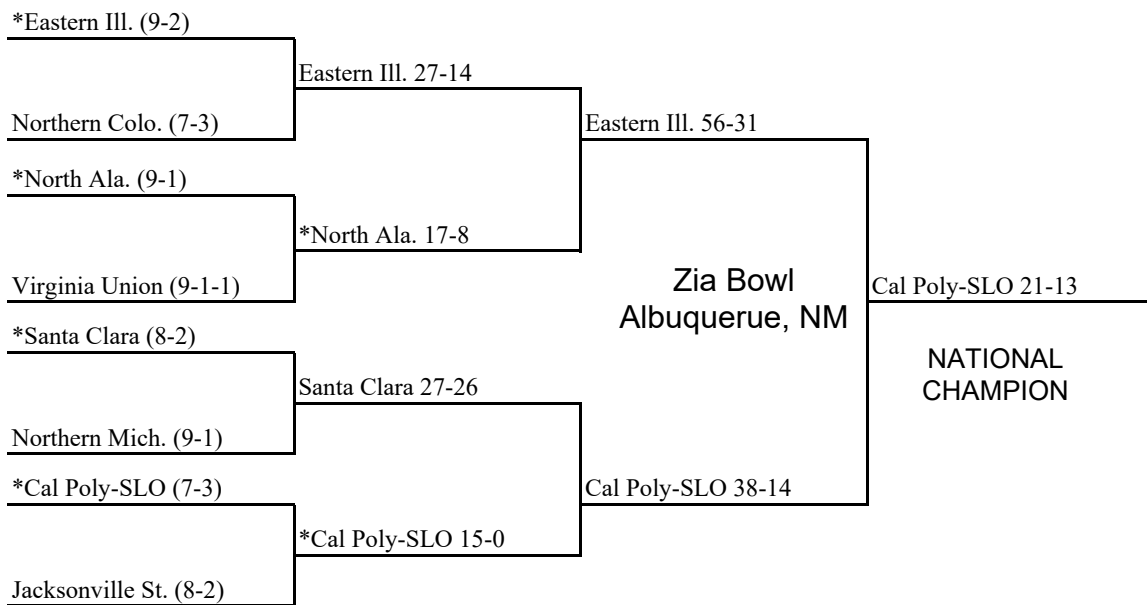 *Eastern Ill. (9-2)
Eastern Ill. 27-14
Northern Colo. (7-3)
Eastern Ill. 56-31
*North Ala. (9-1)
*North Ala. 17-8
Virginia Union (9-1-1)
Zia Bowl
Albuquerue, NM
Cal Poly-SLO 21-13
*Santa Clara (8-2)
NATIONAL
CHAMPION
Santa Clara 27-26
Northern Mich. (9-1)
*Cal Poly-SLO (7-3)
Cal Poly-SLO 38-14
*Cal Poly-SLO 15-0
Jacksonville St. (8-2)